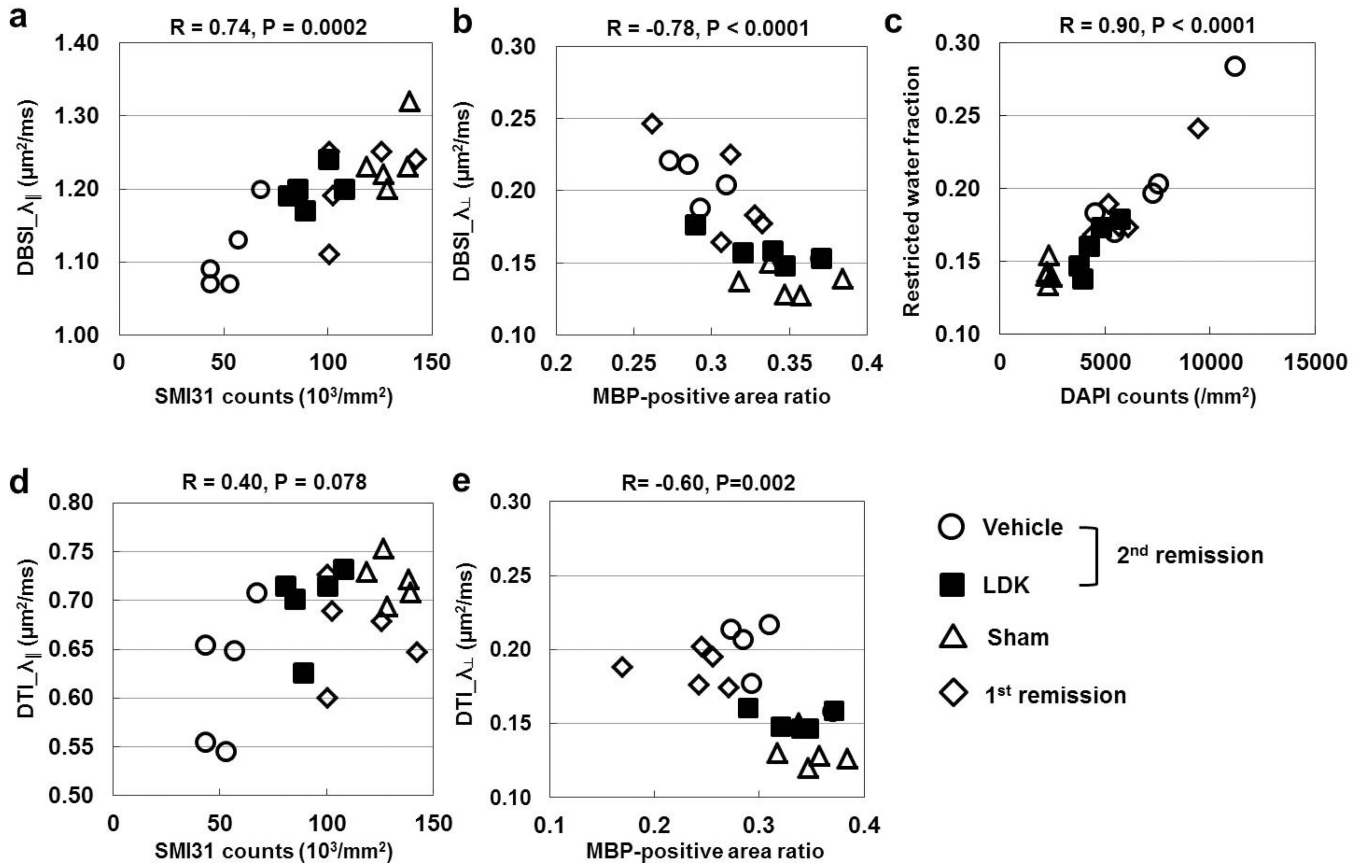 a
R = 0.74, P = 0.0002
DBSI_λ∥ (µm²/ms)
1.40
1.30
1.20
1.10
1.00
0
50
100
150
SMI31 counts (10³/mm²)
b
R = -0.78, P < 0.0001
DBSI_λ⊥ (µm²/ms)
0.30
0.25
0.20
0.15
0.10
0.2
0.25
0.3
0.35
0.4
MBP-positive area ratio
c
R = 0.90, P < 0.0001
Restricted water fraction
0.30
0.25
0.20
0.15
0.10
0
5000
10000
15000
DAPI counts (/mm²)
d
R = 0.40, P = 0.078
DTI_λ∥ (µm²/ms)
0.80
0.75
0.70
0.65
0.60
0.55
0.50
0
50
100
150
SMI31 counts (10³/mm²)
e
R= -0.60, P=0.002
DTI_λ⊥ (µm²/ms)
0.30
0.25
0.20
0.15
0.10
0.1
0.2
0.3
0.4
MBP-positive area ratio
Vehicle
LDK
2nd remission
Sham
1st remission